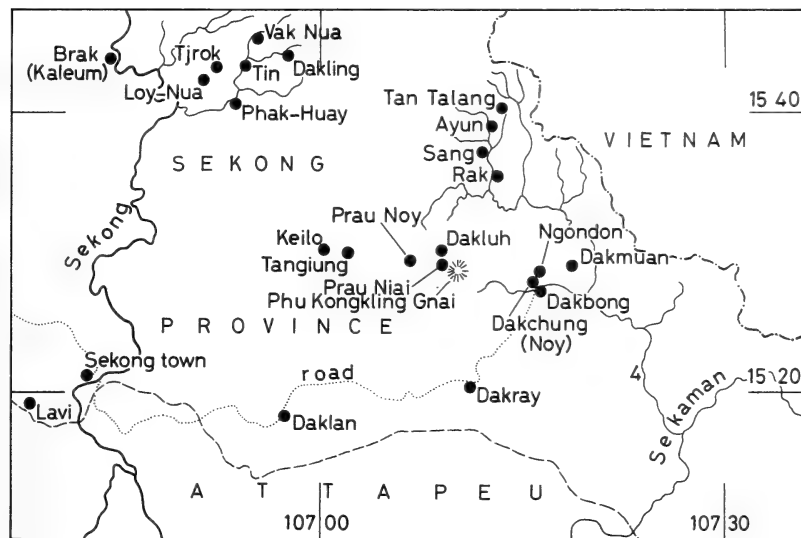 Vak Nua
Brak
(Kaleum)
Tjrok
Tin
Dakling
Loy-Nua
Phak-Huay
Tan Talang
15 40
Ayun
VIETNAM
SEKONG
Sang
Rak
Sekong
Prau Noy
Ngondon
Keilo
Dakluh
Dakmuan
Tangiung
Prau Niai
Phu Kongkling Gnai
Dakbong
Dakchung
(Noy)
PROVINCE
Sekong town
road
4
15 20
Lavi
Daklan
Dakray
Se kaman
ATTAPEU
107 00
107 30